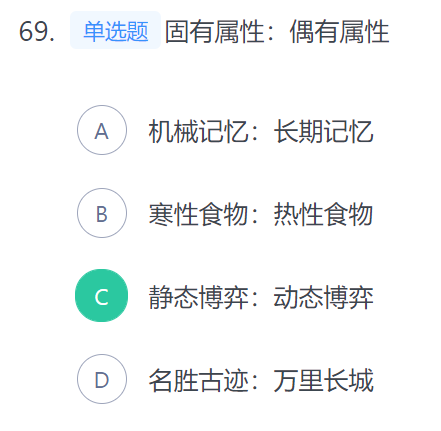 69. 单选题 固有属性：偶有属性
A 机械记忆：长期记忆
B 寒性食物：热性食物
C 静态博弈：动态博弈
D 名胜古迹：万里长城